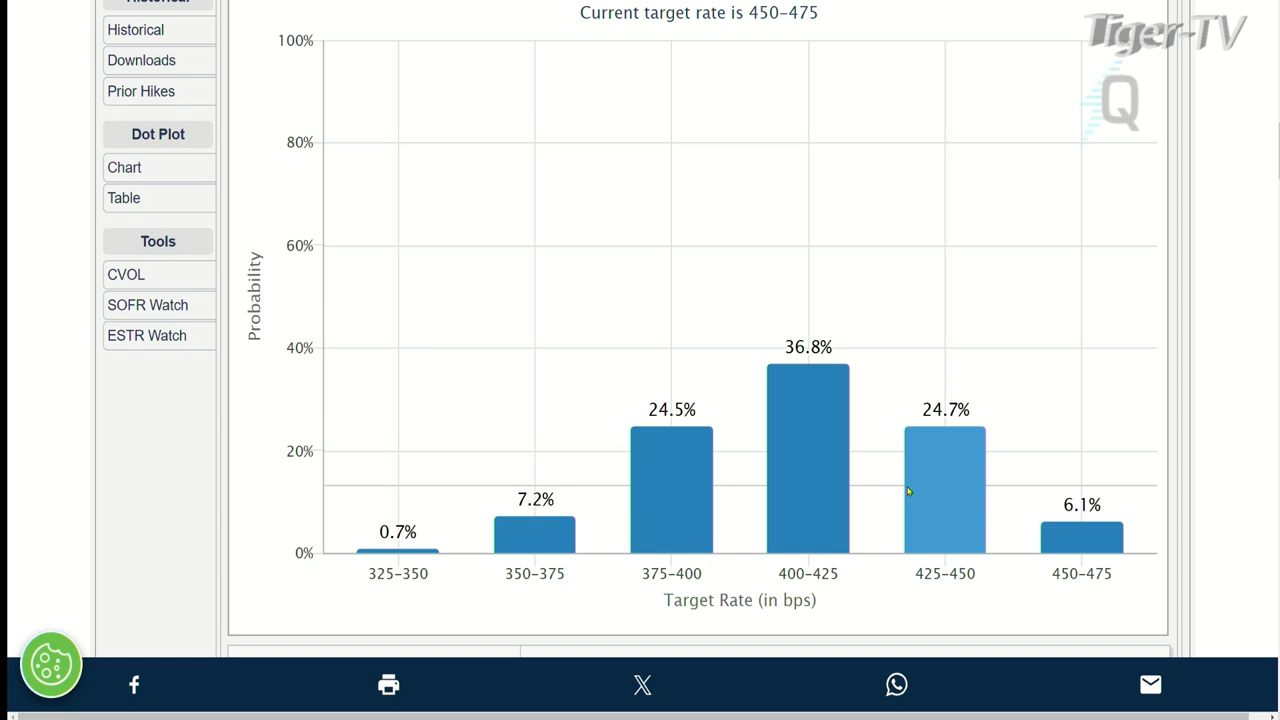 Current target rate is 450–475
Tiger-TV
Q
Historical
Historical
Downloads
Prior Hikes
Dot Plot
Chart
Table
Tools
CVOL
SOFR Watch
ESTR Watch
Probability
100%
80%
60%
40%
20%
0%
0.7%
7.2%
24.5%
36.8%
24.7%
6.1%
325–350
350–375
375–400
400–425
425–450
450–475
Target Rate (in bps)